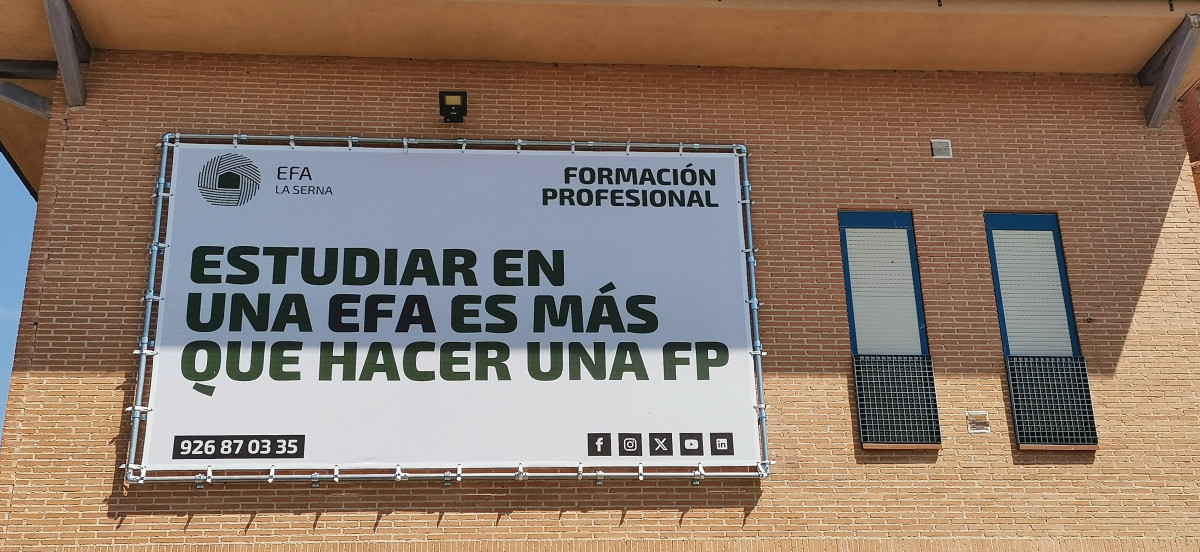 EFA
LA SERNA
FORMACIÓN
PROFESIONAL
ESTUDIAR EN
UNA EFA ES MÁS
QUE HACER UNA FP
926 87 03 35